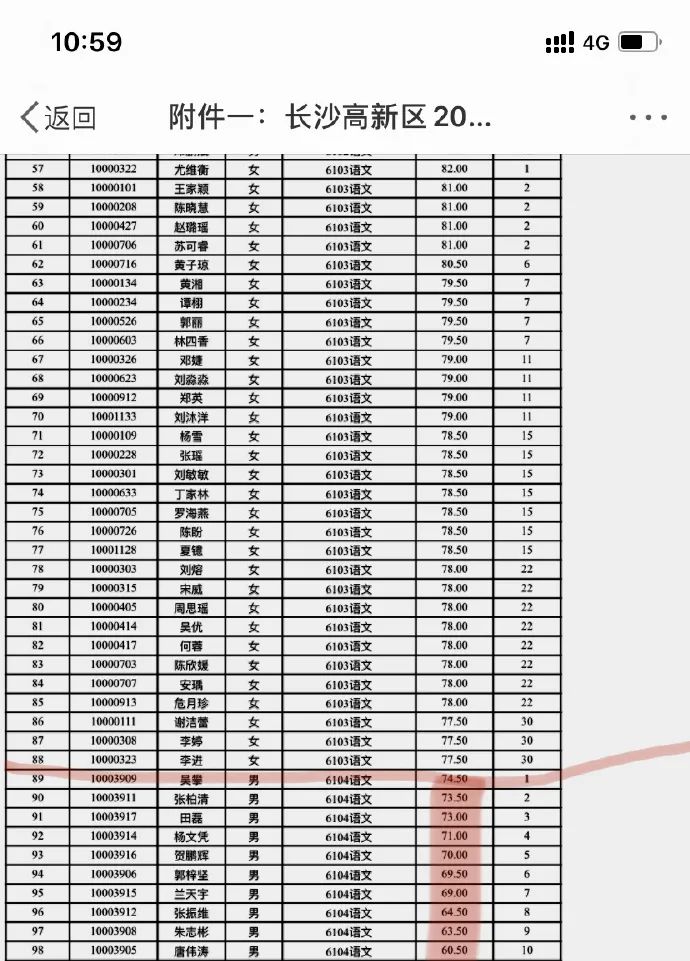 10:59 4G
返回 附件一：长沙高新区20...
57 10000322 尤维衡 女 6103语文 82.00 1
58 10000101 王家颖 女 6103语文 81.00 2
59 10000208 陈晓慧 女 6103语文 81.00 2
60 10000427 赵璐瑶 女 6103语文 81.00 2
61 10000706 苏可睿 女 6103语文 81.00 2
62 10000716 黄子琼 女 6103语文 80.50 6
63 10000134 黄湘 女 6103语文 79.50 7
64 10000234 谭栩 女 6103语文 79.50 7
65 10000526 郭丽 女 6103语文 79.50 7
66 10000603 林四香 女 6103语文 79.50 7
67 10000326 邓婕 女 6103语文 79.00 11
68 10000623 刘淼淼 女 6103语文 79.00 11
69 10000912 郑英 女 6103语文 79.00 11
70 10001133 刘沐洋 女 6103语文 79.00 11
71 10000109 杨雪 女 6103语文 78.50 15
72 10000228 张瑶 女 6103语文 78.50 15
73 10000301 刘敏敏 女 6103语文 78.50 15
74 10000633 丁家林 女 6103语文 78.50 15
75 10000705 罗海燕 女 6103语文 78.50 15
76 10000726 陈盼 女 6103语文 78.50 15
77 10001128 夏镱 女 6103语文 78.50 15
78 10000303 刘熔 女 6103语文 78.00 22
79 10000315 宋威 女 6103语文 78.00 22
80 10000405 周思瑶 女 6103语文 78.00 22
81 10000414 吴优 女 6103语文 78.00 22
82 10000417 何蓉 女 6103语文 78.00 22
83 10000703 陈欣媛 女 6103语文 78.00 22
84 10000707 安瑀 女 6103语文 78.00 22
85 10000913 危月珍 女 6103语文 78.00 22
86 10000111 谢洁蕾 女 6103语文 77.50 30
87 10000308 李婷 女 6103语文 77.50 30
88 10000323 李进 女 6103语文 77.50 30
89 10003909 吴攀 男 6104语文 74.50 1
90 10003911 张柏清 男 6104语文 73.50 2
91 10003917 田磊 男 6104语文 73.00 3
92 10003914 杨文凭 男 6104语文 71.00 4
93 10003916 贺鹏辉 男 6104语文 70.00 5
94 10003906 郭梓坚 男 6104语文 69.50 6
95 10003915 兰天宇 男 6104语文 69.00 7
96 10003912 张振维 男 6104语文 64.50 8
97 10003908 朱志彬 男 6104语文 63.50 9
98 10003905 唐伟涛 男 6104语文 60.50 10